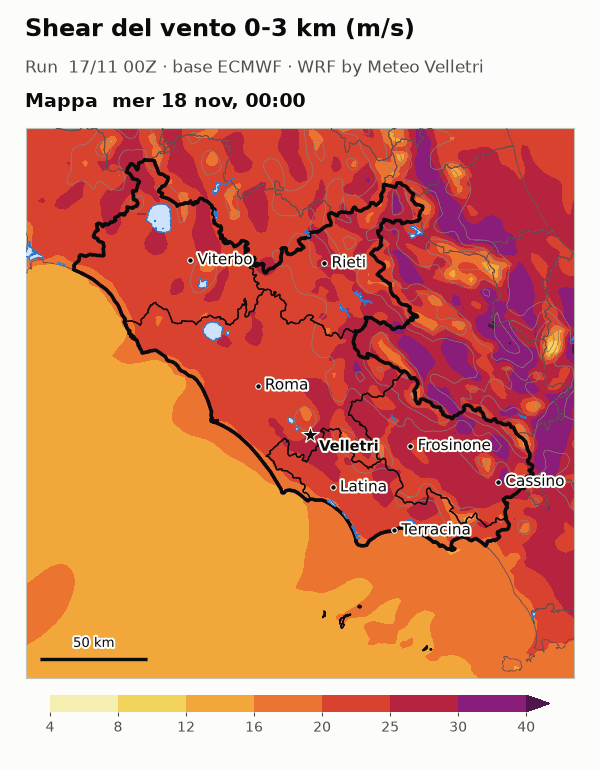 Shear del vento 0-3 km (m/s)
Run  17/11 00Z · base ECMWF · WRF by Meteo Velletri
Mappa  mer 18 nov, 00:00
Viterbo
Rieti
Roma
Velletri
Frosinone
Cassino
Latina
Terracina
50 km
4 8 12 16 20 25 30 40